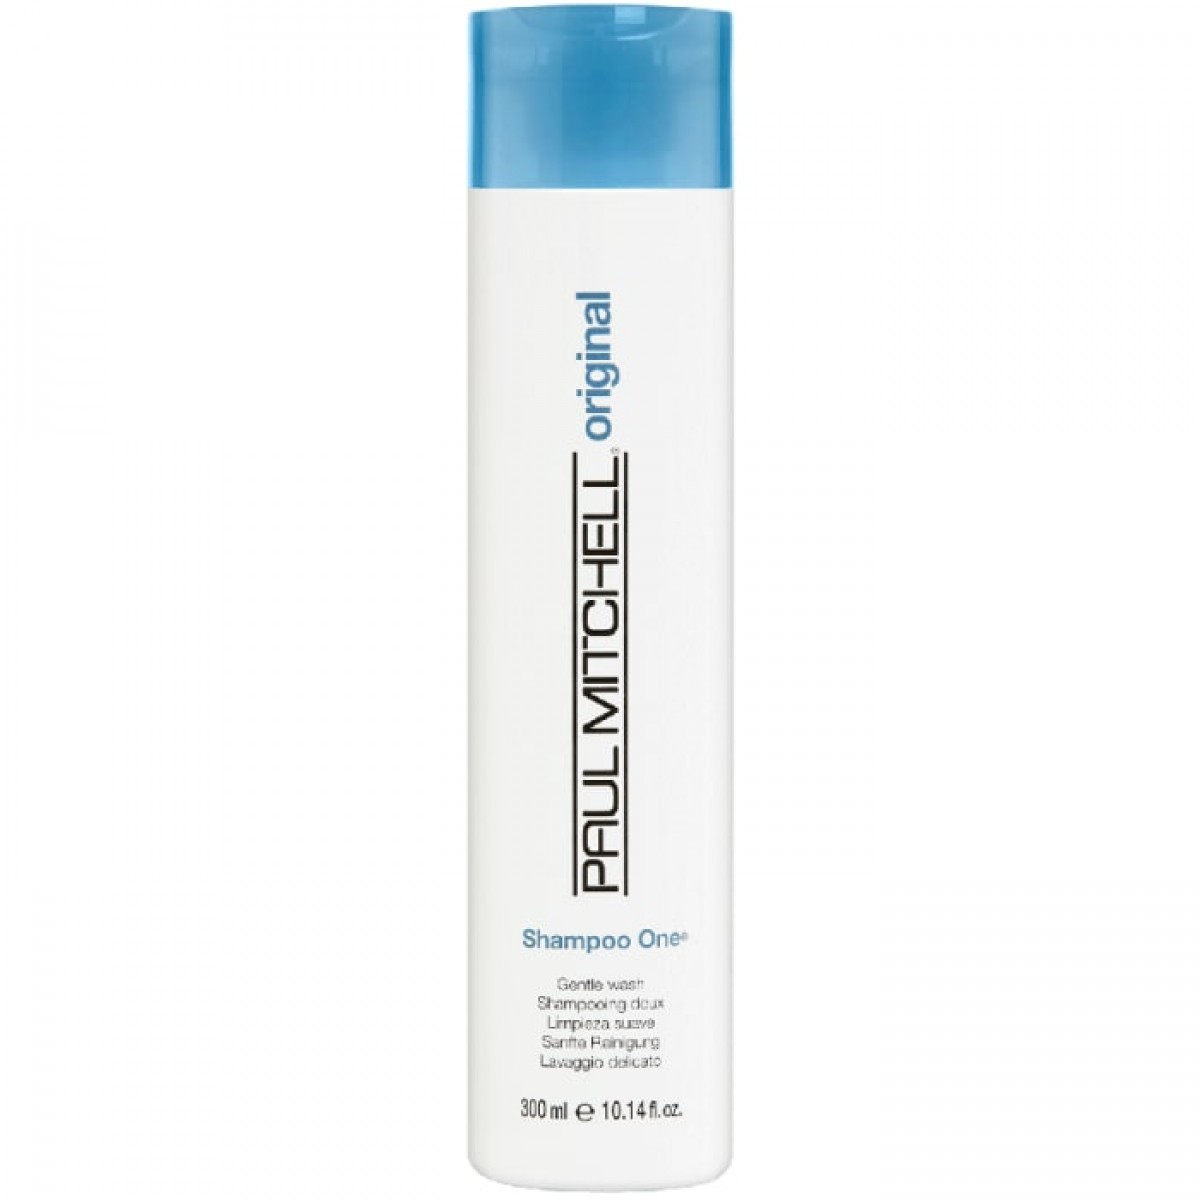 original
PAUL MITCHELL®
Shampoo One®
Gentle wash
Shampooing doux
Limpieza suave
Sanfte Reinigung
Lavaggio delicato
300 ml e 10.14 fl. oz.